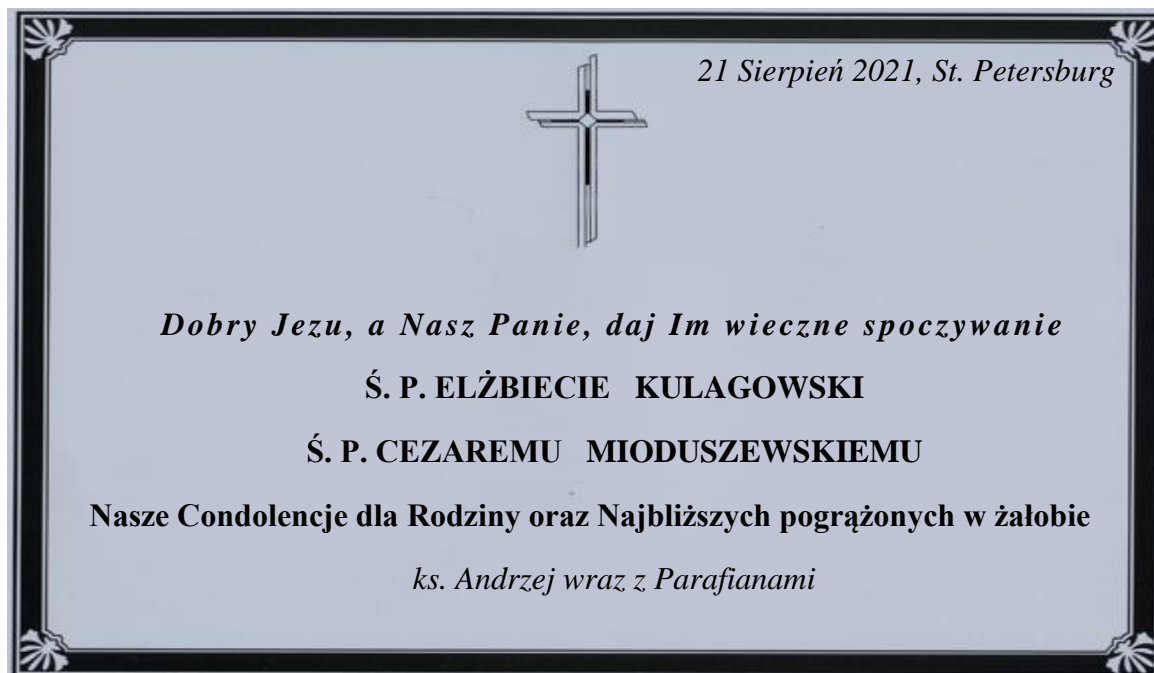 21 Sierpień 2021, St. Petersburg
Dobry Jezu, a Nasz Panie, daj Im wieczne spoczywanie
Ś. P. ELŻBIECIE KULAGOWSKI
Ś. P. CEZAREMU MIODUSZEWSKIEMU
Nasze Condolencje dla Rodziny oraz Najbliższych pogrążonych w żałobie
ks. Andrzej wraz z Parafianami